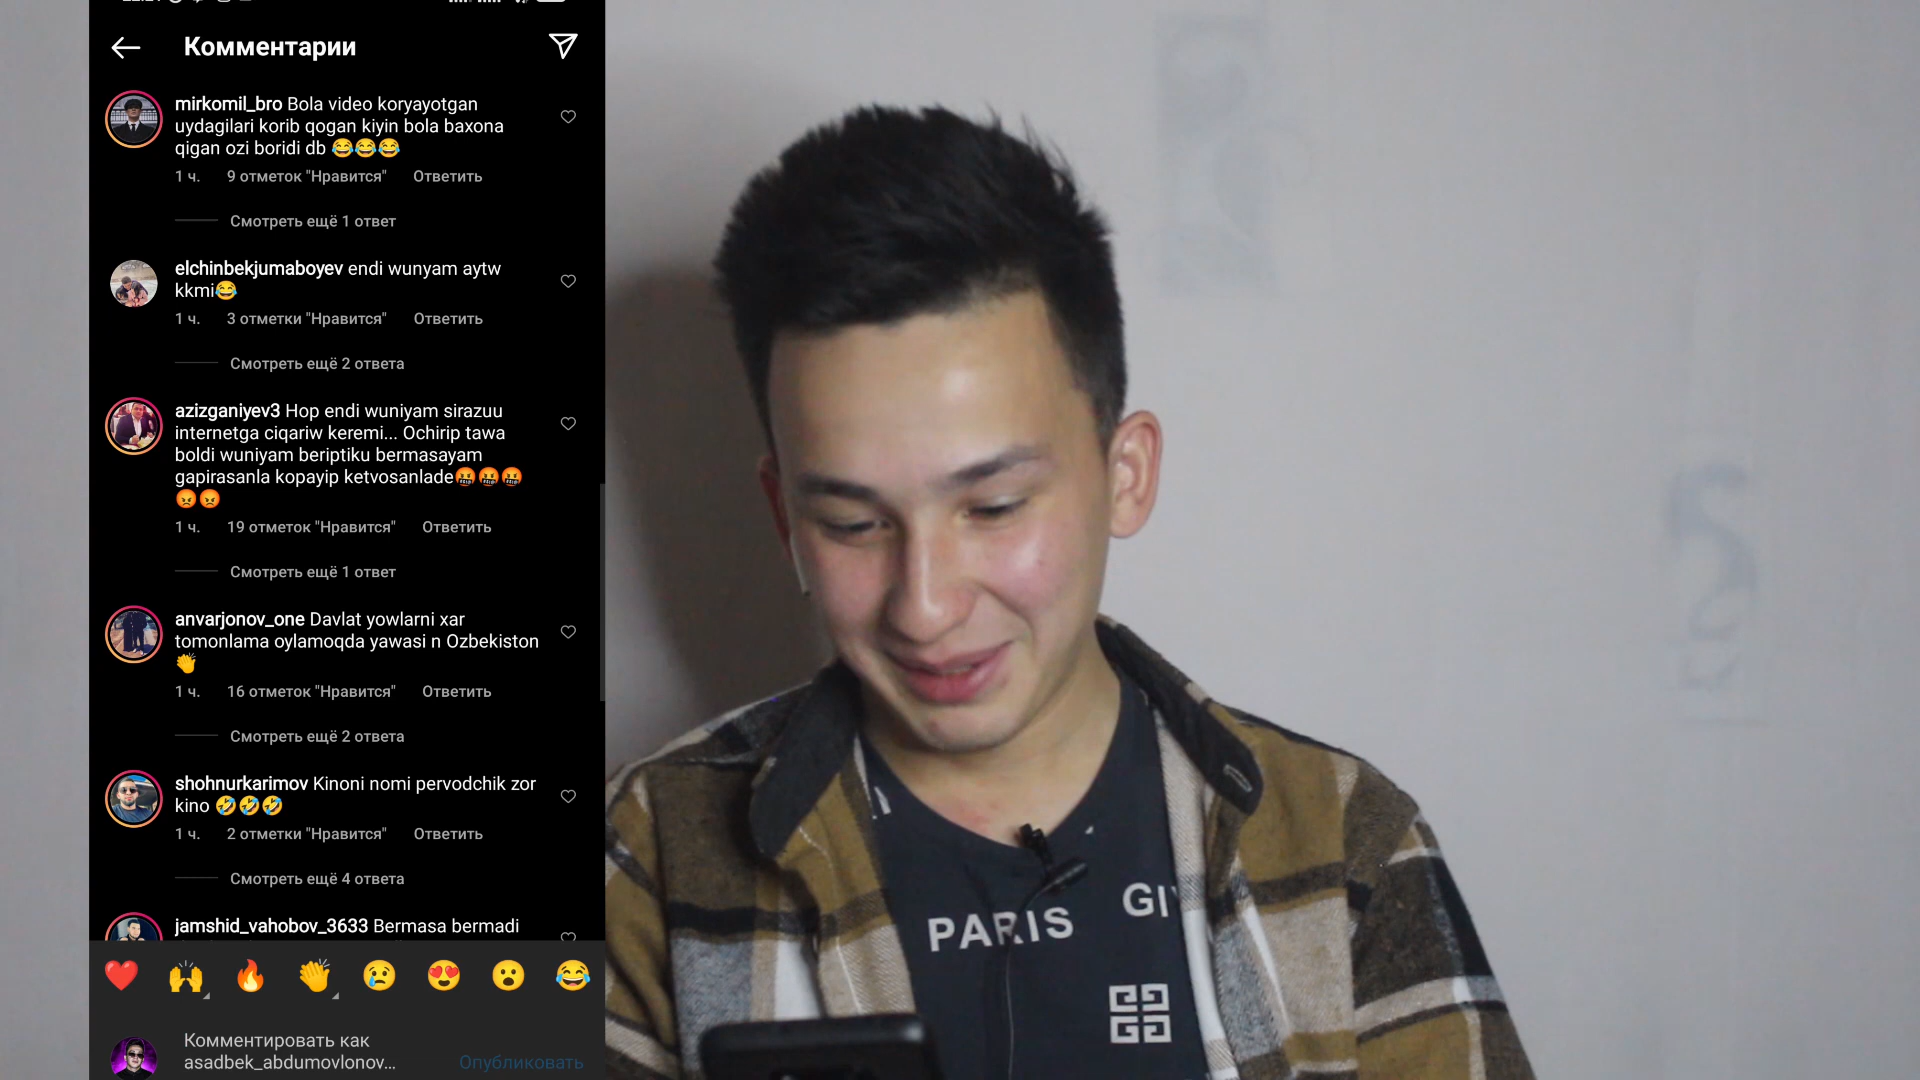 Комментарии
mirkomil_bro Bola video koryayotgan
uydagilari korib qogan kiyin bola baxona
qigan ozi boridi db 😂😂😂
1 ч. 9 отметок "Нравится" Ответить
Смотреть ещё 1 ответ
elchinbekjumaboyev endi wunyam aytw
kkmi😂
1 ч. 3 отметки "Нравится" Ответить
Смотреть ещё 2 ответа
azizganiyev3 Hop endi wuniyam sirazuu
internetga ciqariw keremi... Ochirip tawa
boldi wuniyam beriptiku bermasayam
gapirasanla kopayip ketvosanlade🤬🤬🤬
😡😡
1 ч. 19 отметок "Нравится" Ответить
Смотреть ещё 1 ответ
anvarjonov_one Davlat yowlarni xar
tomonlama oylamoqda yawasi n Ozbekiston
👏
1 ч. 16 отметок "Нравится" Ответить
Смотреть ещё 2 ответа
shohnurkarimov Kinoni nomi pervodchik zor
kino 🤣🤣🤣
1 ч. 2 отметки "Нравится" Ответить
Смотреть ещё 4 ответа
jamshid_vahobov_3633 Bermasa bermadi
Комментировать как
asadbek_abdumovlonov...
Опубликовать
PARIS GI